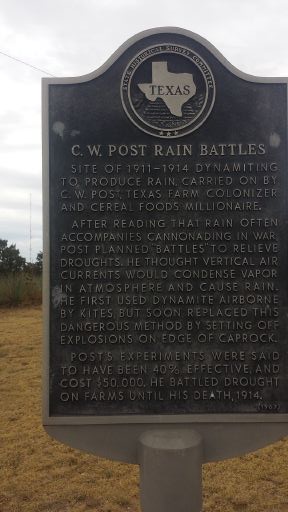 STATE HISTORICAL SURVEY COMMITTEE
TEXAS
C. W. POST RAIN BATTLES
SITE OF 1911-1914 DYNAMITING
TO PRODUCE RAIN, CARRIED ON BY
C. W. POST, TEXAS FARM COLONIZER
AND CEREAL FOODS MILLIONAIRE.
AFTER READING THAT RAIN OFTEN
ACCOMPANIES CANNONADING IN WAR,
POST PLANNED "BATTLES" TO RELIEVE
DROUGHTS. HE THOUGHT VERTICAL AIR
CURRENTS WOULD CONDENSE VAPOR
IN ATMOSPHERE AND CAUSE RAIN.
HE FIRST USED DYNAMITE AIRBORNE
BY KITES, BUT SOON REPLACED THIS
DANGEROUS METHOD BY SETTING OFF
EXPLOSIONS ON EDGE OF CAPROCK.
POST'S EXPERIMENTS WERE SAID
TO HAVE BEEN 40% EFFECTIVE, AND
COST $50,000. HE BATTLED DROUGHT
ON FARMS UNTIL HIS DEATH, 1914.
(1967)